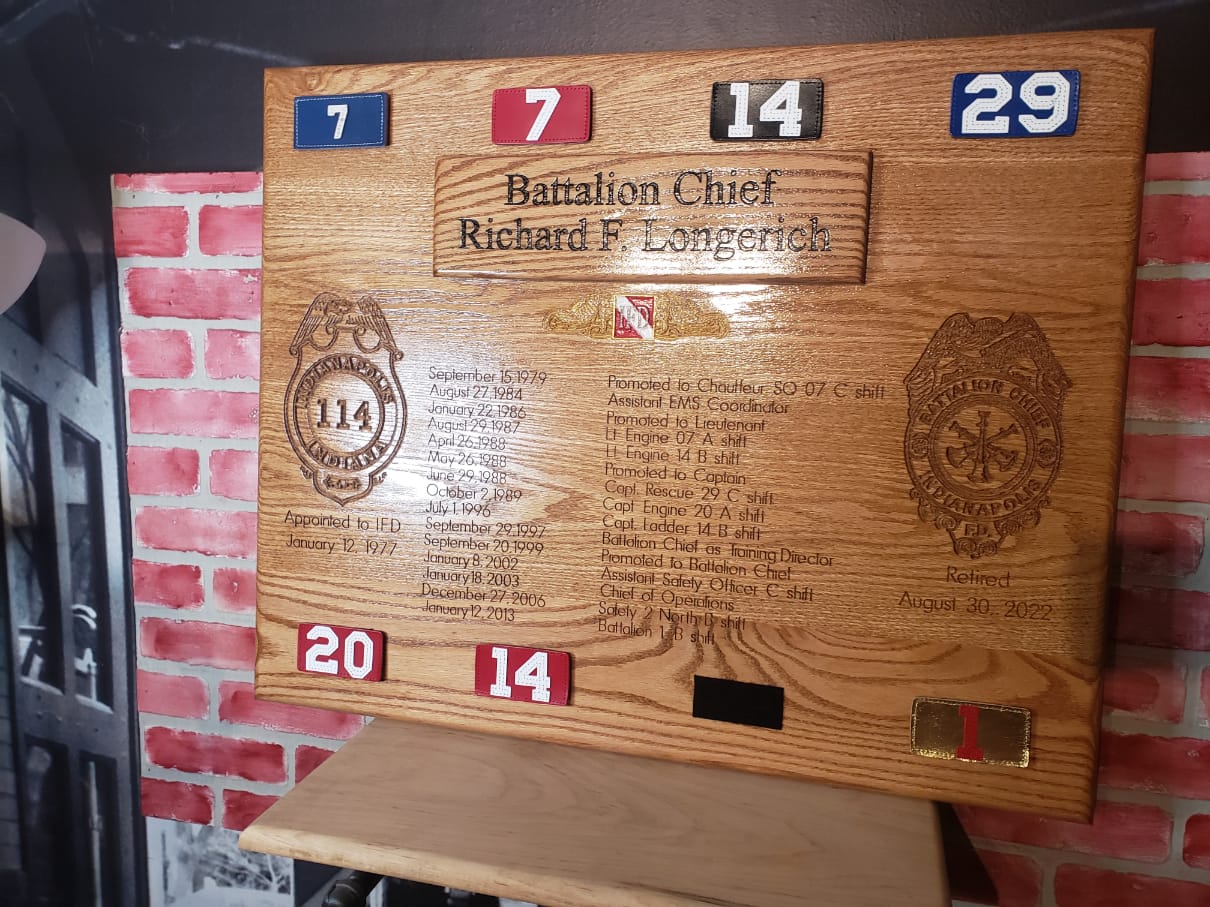 7
7
14
29
Battalion Chief
Richard F. Longerich
IFD
INDIANAPOLIS
114
INDIANA
Appointed to IFD
January 12, 1977
September 15,1979
August 27,1984
January 22,1986
August 29,1987
April 26,1988
May 26,1988
June 29,1988
October 2,1989
July 1,1996
September 29,1997
September 20,1999
January 8, 2002
January18, 2003
December 27, 2006
January12, 2013
Promoted to Chauffeur SQ 07 C shift
Assistant EMS Coordinator
Promoted to Lieutenant
Lt Engine 07 A shift
Lt Engine 14 B shift
Promoted to Captain
Capt. Rescue 29 C shift
Capt Engine 20 A shift
Capt. Ladder 14 B shift
Battalion Chief as Training Director
Promoted to Battalion Chief
Assistant Safety Officer C shift
Chief of Operations
Safety 2 North B shift
Battalion 1 B shift
BATTALION CHIEF
INDIANAPOLIS
F.D.
Retired
August 30, 2022
20
14
1